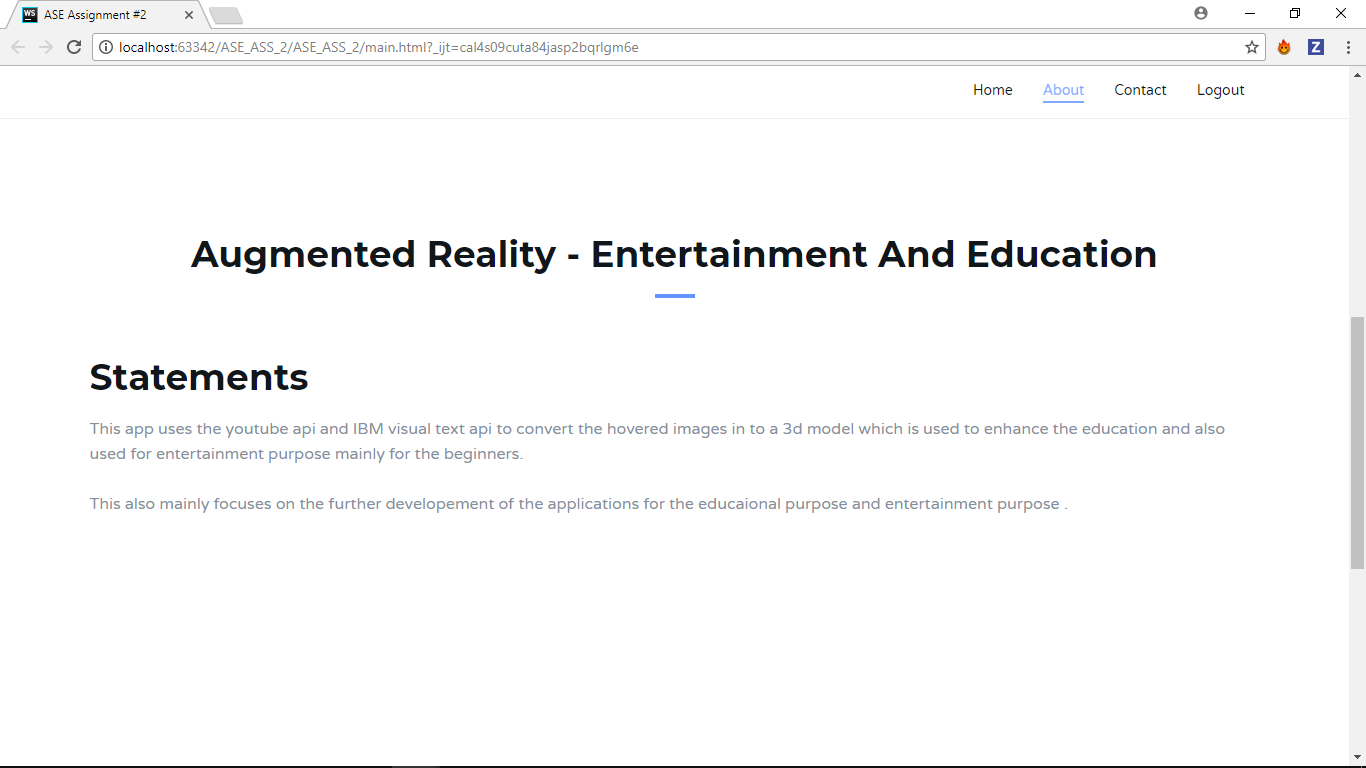 WS ASE Assignment #2
localhost:63342/ASE_ASS_2/ASE_ASS_2/main.html?_ijt=cal4s09cuta84jasp2bqrlgm6e
Z
Home About Contact Logout
Augmented Reality - Entertainment And Education
Statements
This app uses the youtube api and IBM visual text api to convert the hovered images in to a 3d model which is used to enhance the education and also
used for entertainment purpose mainly for the beginners.
This also mainly focuses on the further developement of the applications for the educaional purpose and entertainment purpose .